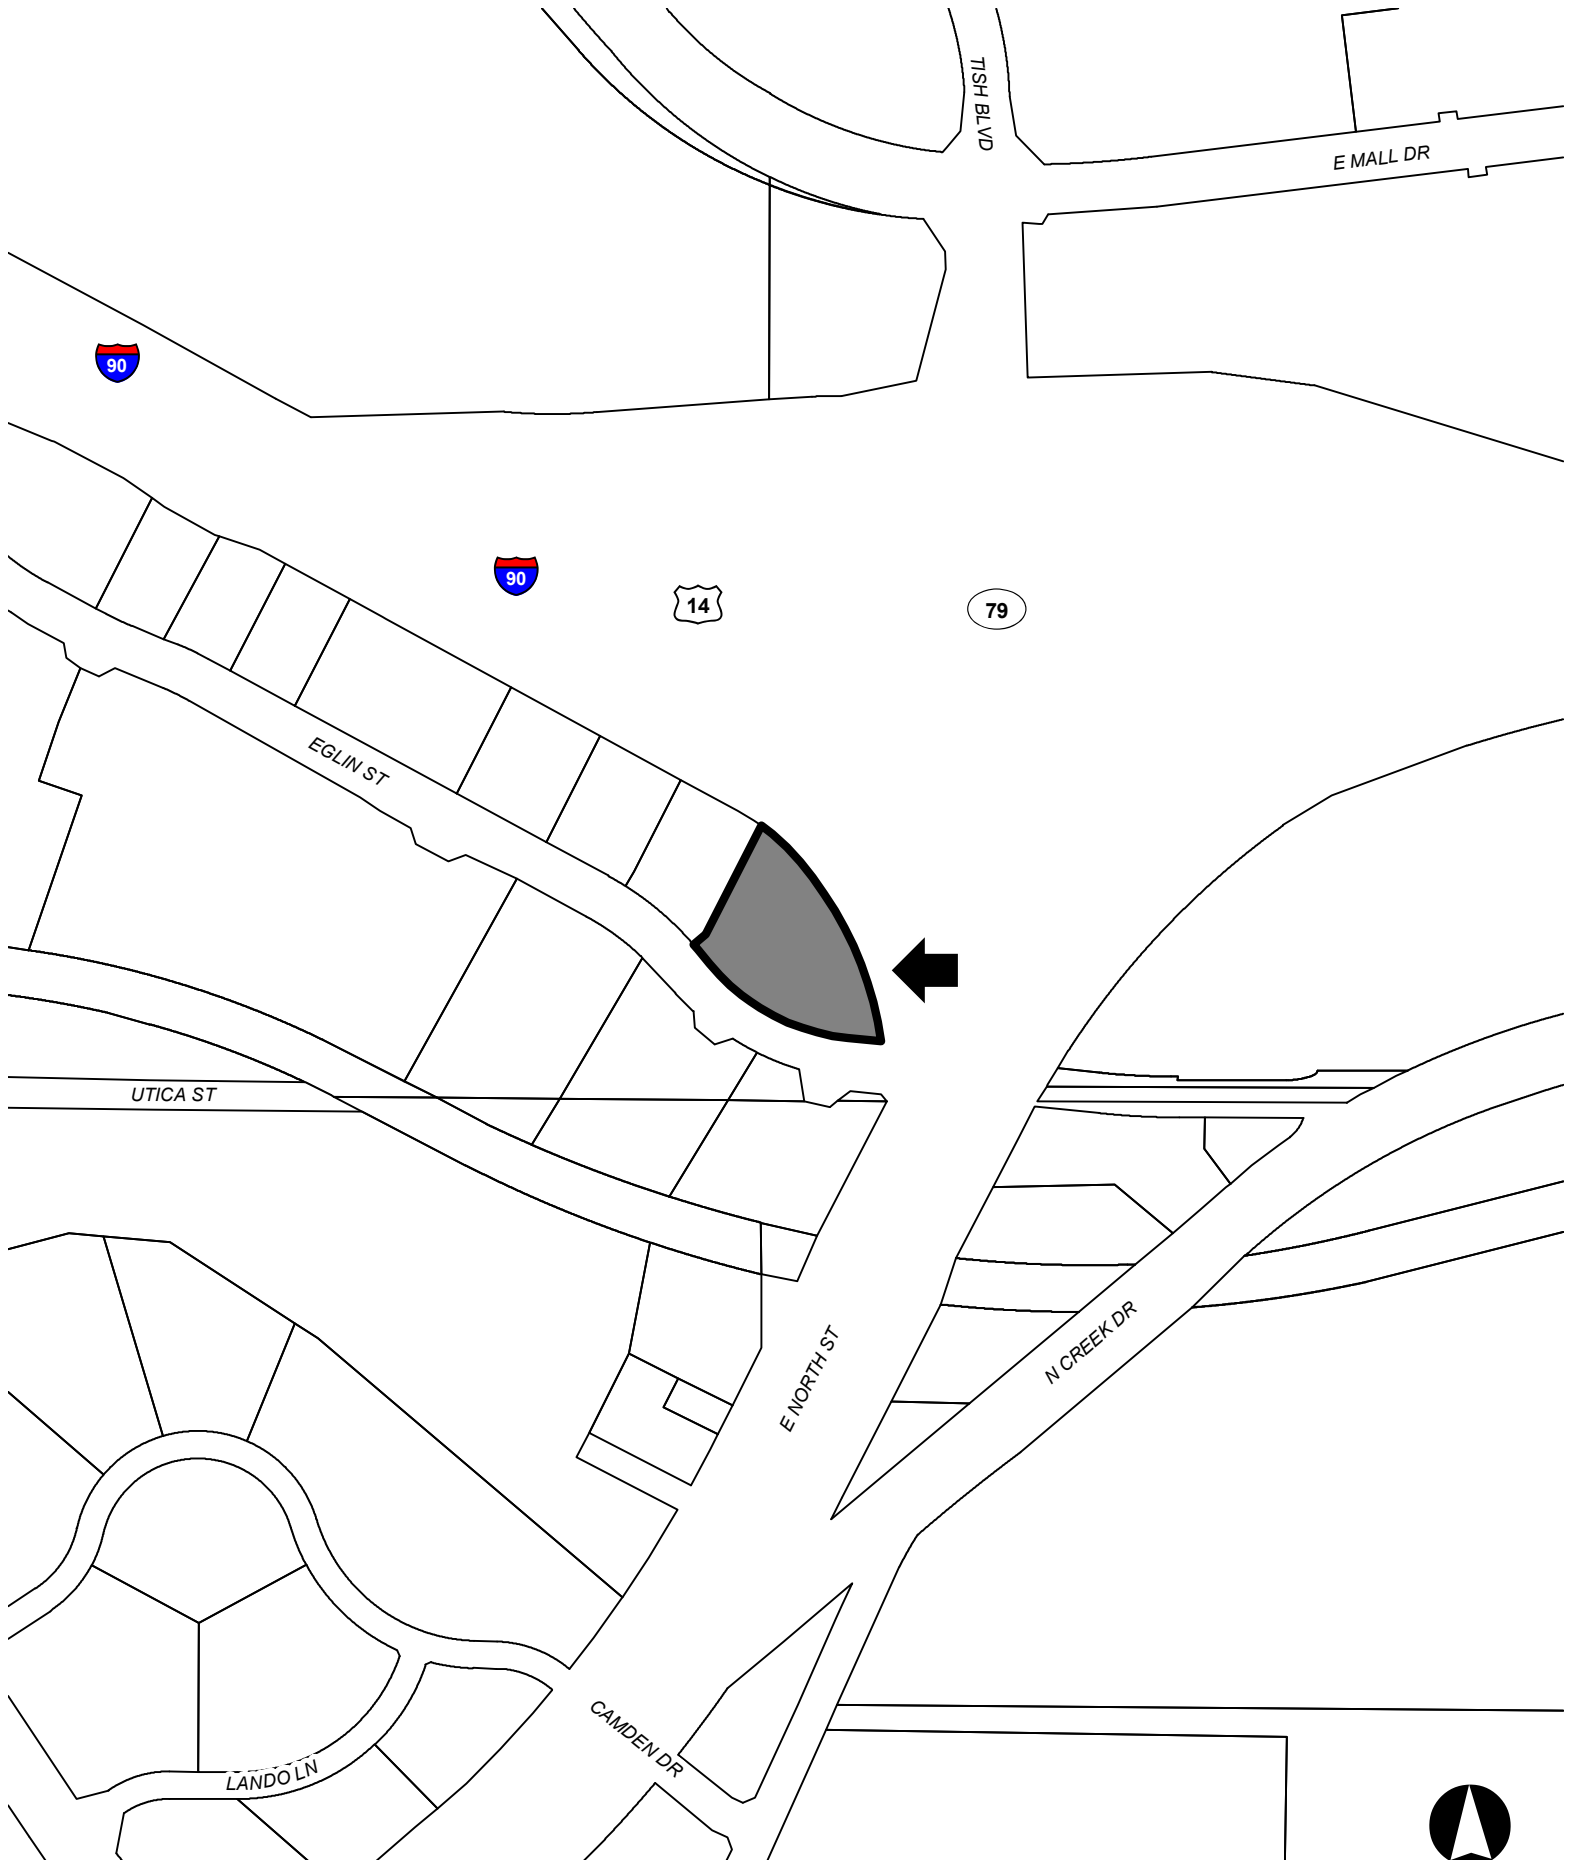 TISH BLVD
E MALL DR
90
90
14
79
EGLIN ST
UTICA ST
E NORTH ST
N CREEK DR
CAMDEN DR
LANDO LN